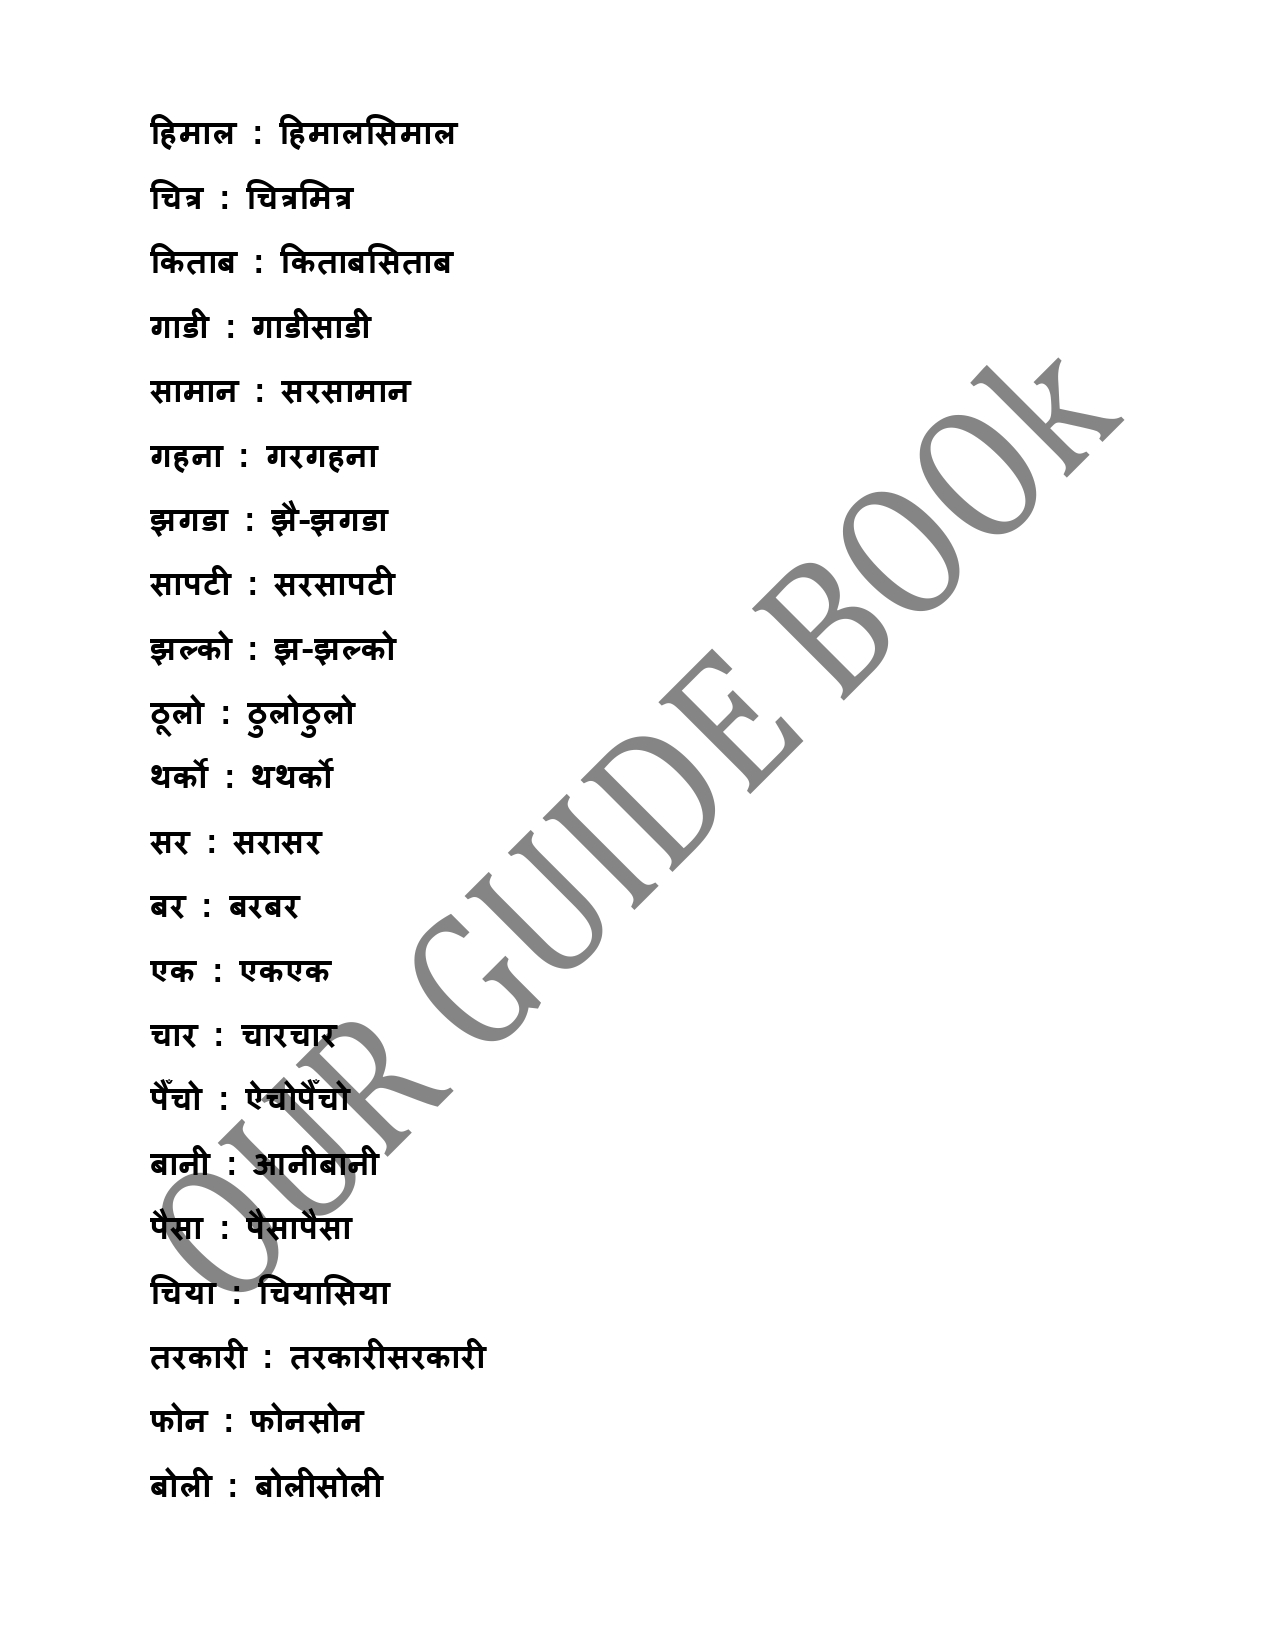 हिमाल : हिमालसिमाल
चित्र : चित्रमित्र
किताब : किताबसिताब
गाडी : गाडीसाडी
सामान : सरसामान
गहना : गरगहना
झगडा : झै-झगडा
सापटी : सरसापटी
झल्को : झ-झल्को
ठूलो : ठुलोठुलो
थर्को : थथर्को
सर : सरासर
बर : बरबर
एक : एकएक
चार : चारचार
पैँचो : ऐचोपैँचो
बानी : आनीबानी
पैसा : पैसापैसा
चिया : चियासिया
तरकारी : तरकारीसरकारी
फोन : फोनसोन
बोली : बोलीसोली
OUR GUIDE BOOk